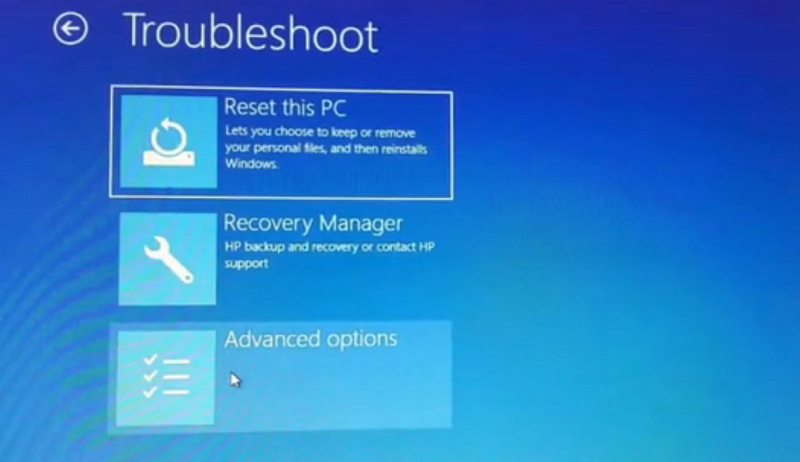 Troubleshoot
Reset this PC
Lets you choose to keep or remove
your personal files, and then reinstalls
Windows.
Recovery Manager
HP backup and recovery or contact HP
support
Advanced options